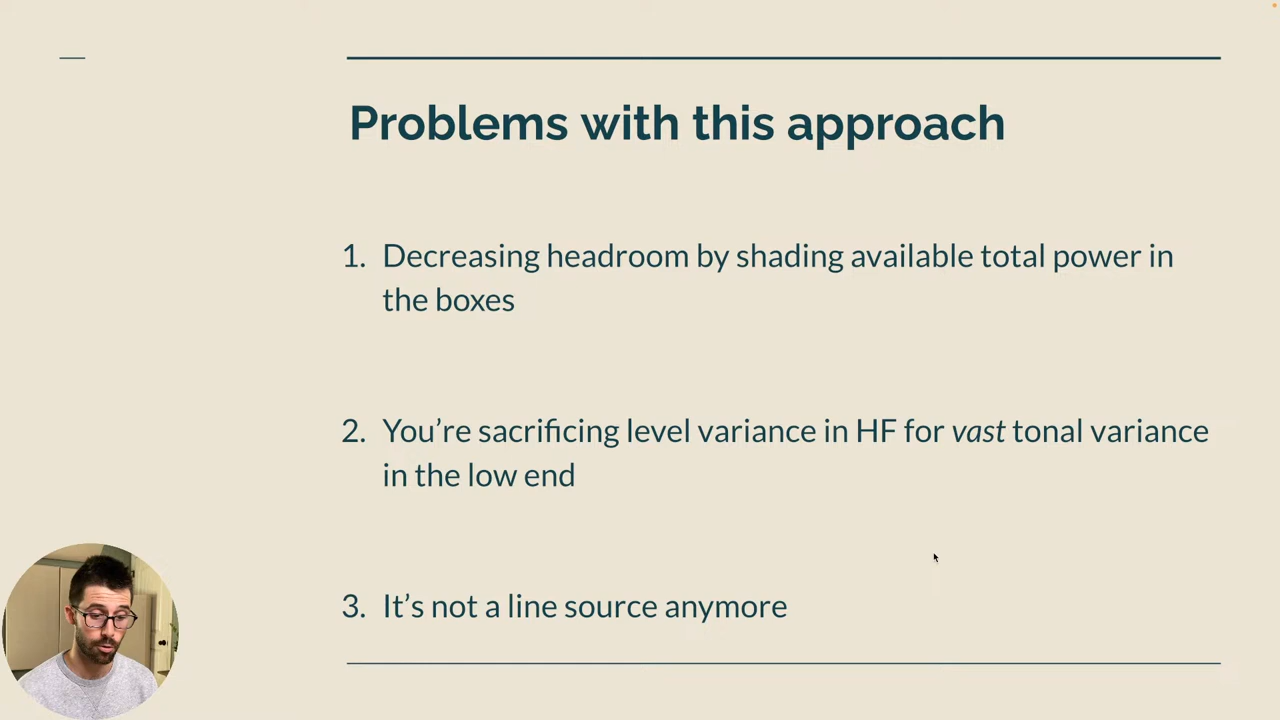 Problems with this approach
1. Decreasing headroom by shading available total power in
the boxes
2. You’re sacrificing level variance in HF for vast tonal variance
in the low end
3. It’s not a line source anymore